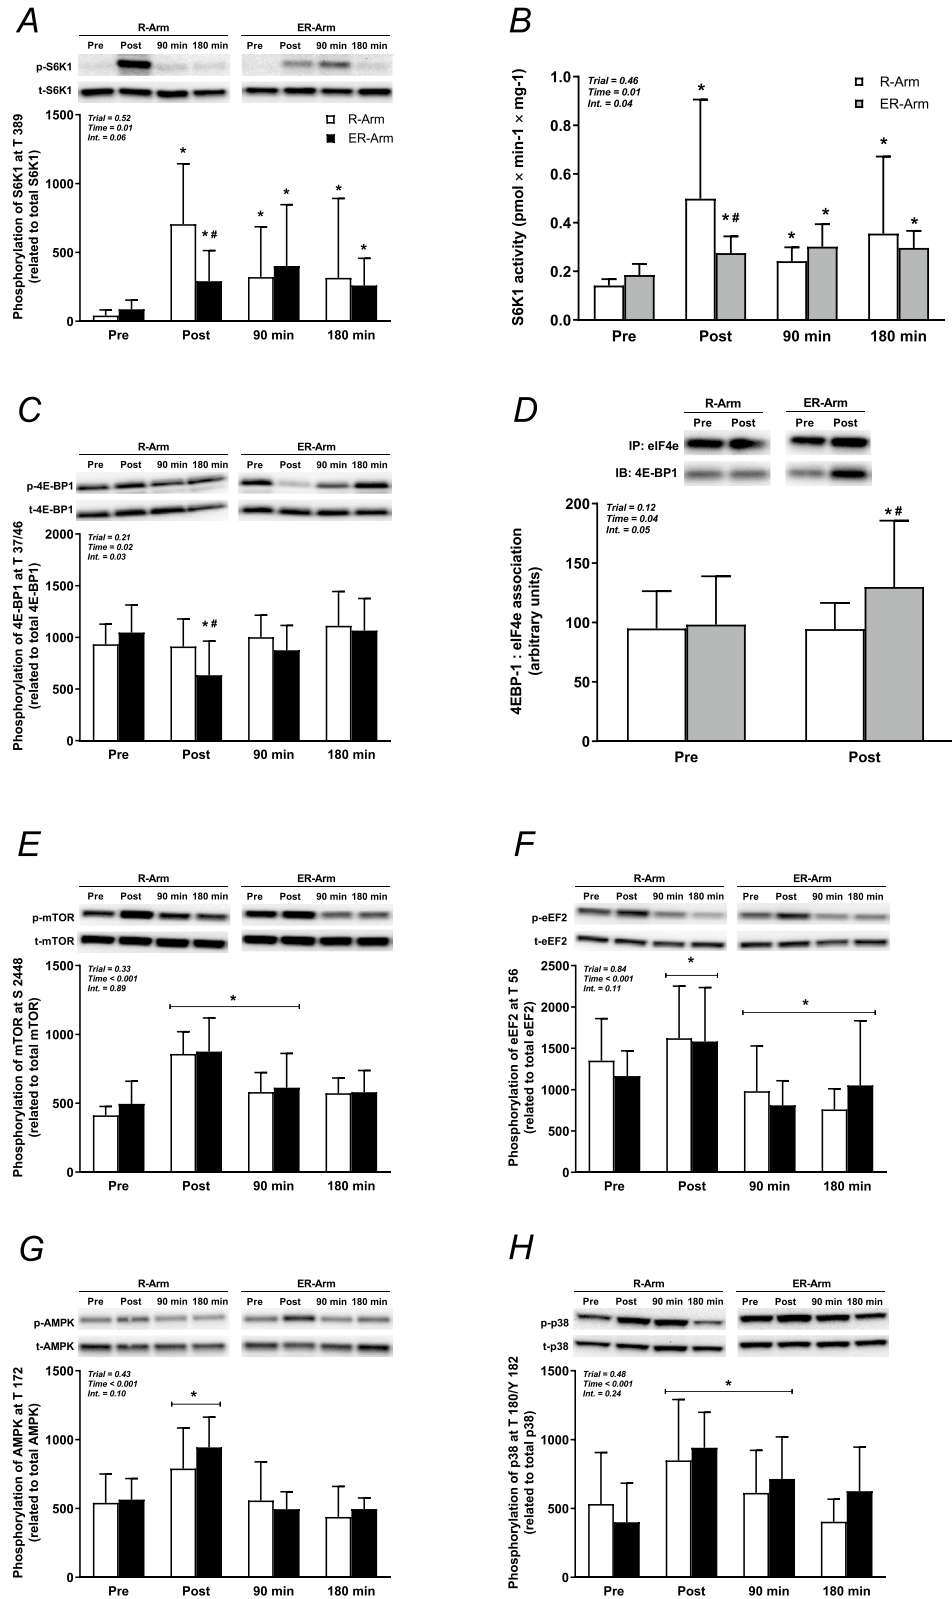 A
R-Arm ER-Arm
Pre Post 90 min 180 min Pre Post 90 min 180 min
p-S6K1
t-S6K1
Phosphorylation of S6K1 at T 389
(related to total S6K1)
1500
1000
500
0
Trial = 0.52
Time = 0.01
Int. = 0.06
R-Arm
ER-Arm
*
* #
*
*
*
*
Pre Post 90 min 180 min
B
S6K1 activity (pmol × min-1 × mg-1)
1.0
0.8
0.6
0.4
0.2
0.0
Trial = 0.46
Time = 0.01
Int. = 0.04
R-Arm
ER-Arm
*
* #
*
*
*
*
Pre Post 90 min 180 min
C
R-Arm ER-Arm
Pre Post 90 min 180 min Pre Post 90 min 180 min
p-4E-BP1
t-4E-BP1
Phosphorylation of 4E-BP1 at T 37/46
(related to total 4E-BP1)
2000
1500
1000
500
0
Trial = 0.21
Time = 0.02
Int. = 0.03
* #
Pre Post 90 min 180 min
D
R-Arm ER-Arm
Pre Post Pre Post
IP: eIF4e
IB: 4E-BP1
4EBP-1 : eIF4e association
(arbitrary units)
200
150
100
50
0
Trial = 0.12
Time = 0.04
Int. = 0.05
* #
Pre Post
E
R-Arm ER-Arm
Pre Post 90 min 180 min Pre Post 90 min 180 min
p-mTOR
t-mTOR
Phosphorylation of mTOR at S 2448
(related to total mTOR)
1500
1000
500
0
Trial = 0.33
Time < 0.001
Int. = 0.89
*
Pre Post 90 min 180 min
F
R-Arm ER-Arm
Pre Post 90 min 180 min Pre Post 90 min 180 min
p-eEF2
t-eEF2
Phosphorylation of eEF2 at T 56
(related to total eEF2)
2500
2000
1500
1000
500
0
Trial = 0.84
Time < 0.001
Int. = 0.11
*
*
Pre Post 90 min 180 min
G
R-Arm ER-Arm
Pre Post 90 min 180 min Pre Post 90 min 180 min
p-AMPK
t-AMPK
Phosphorylation of AMPK at T 172
(related to total AMPK)
1500
1000
500
0
Trial = 0.43
Time < 0.001
Int. = 0.10
*
Pre Post 90 min 180 min
H
R-Arm ER-Arm
Pre Post 90 min 180 min Pre Post 90 min 180 min
p-p38
t-p38
Phosphorylation of p38 at T 180/Y 182
(related to total p38)
1500
1000
500
0
Trial = 0.48
Time < 0.001
Int. = 0.24
*
Pre Post 90 min 180 min